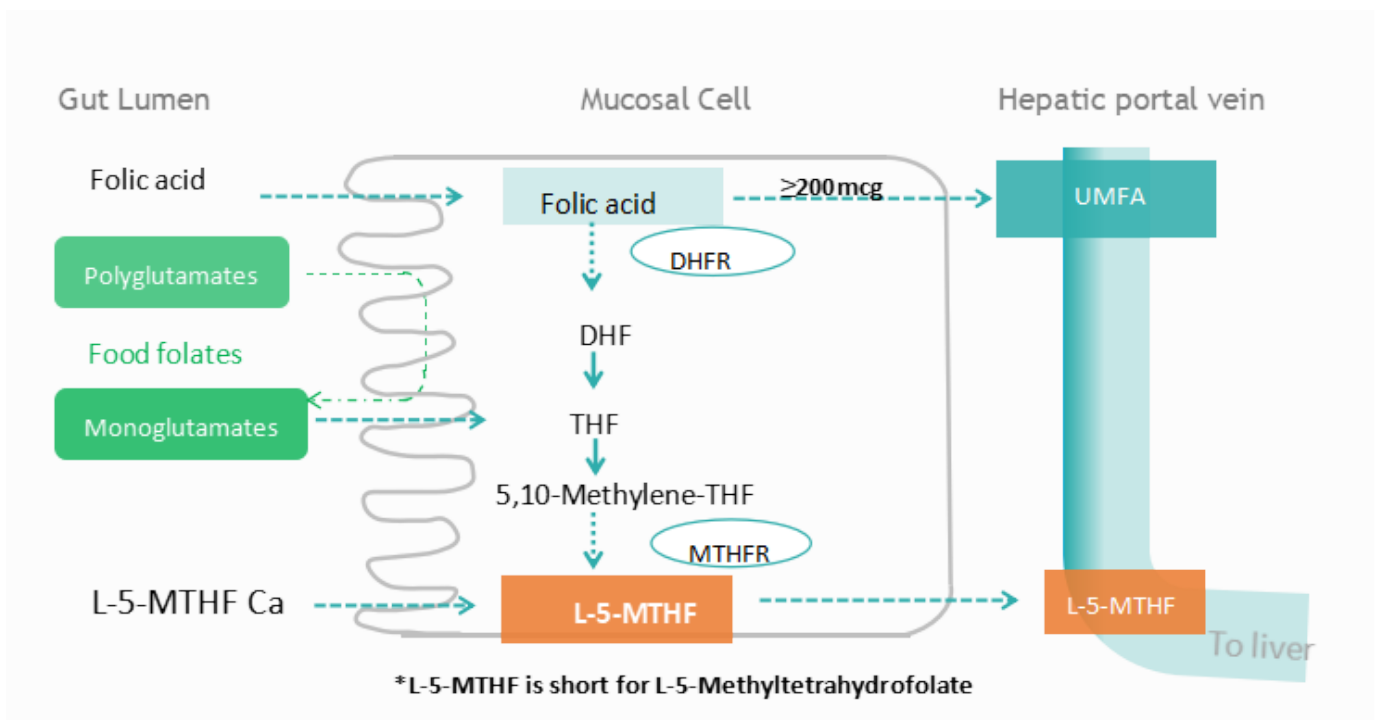 Gut Lumen
Mucosal Cell
Hepatic portal vein
Folic acid
Folic acid
≥200mcg
UMFA
DHFR
Polyglutamates
DHF
Food folates
Monoglutamates
THF
5,10-Methylene-THF
MTHFR
L-5-MTHF Ca
L-5-MTHF
L-5-MTHF
To liver
*L-5-MTHF is short for L-5-Methyltetrahydrofolate